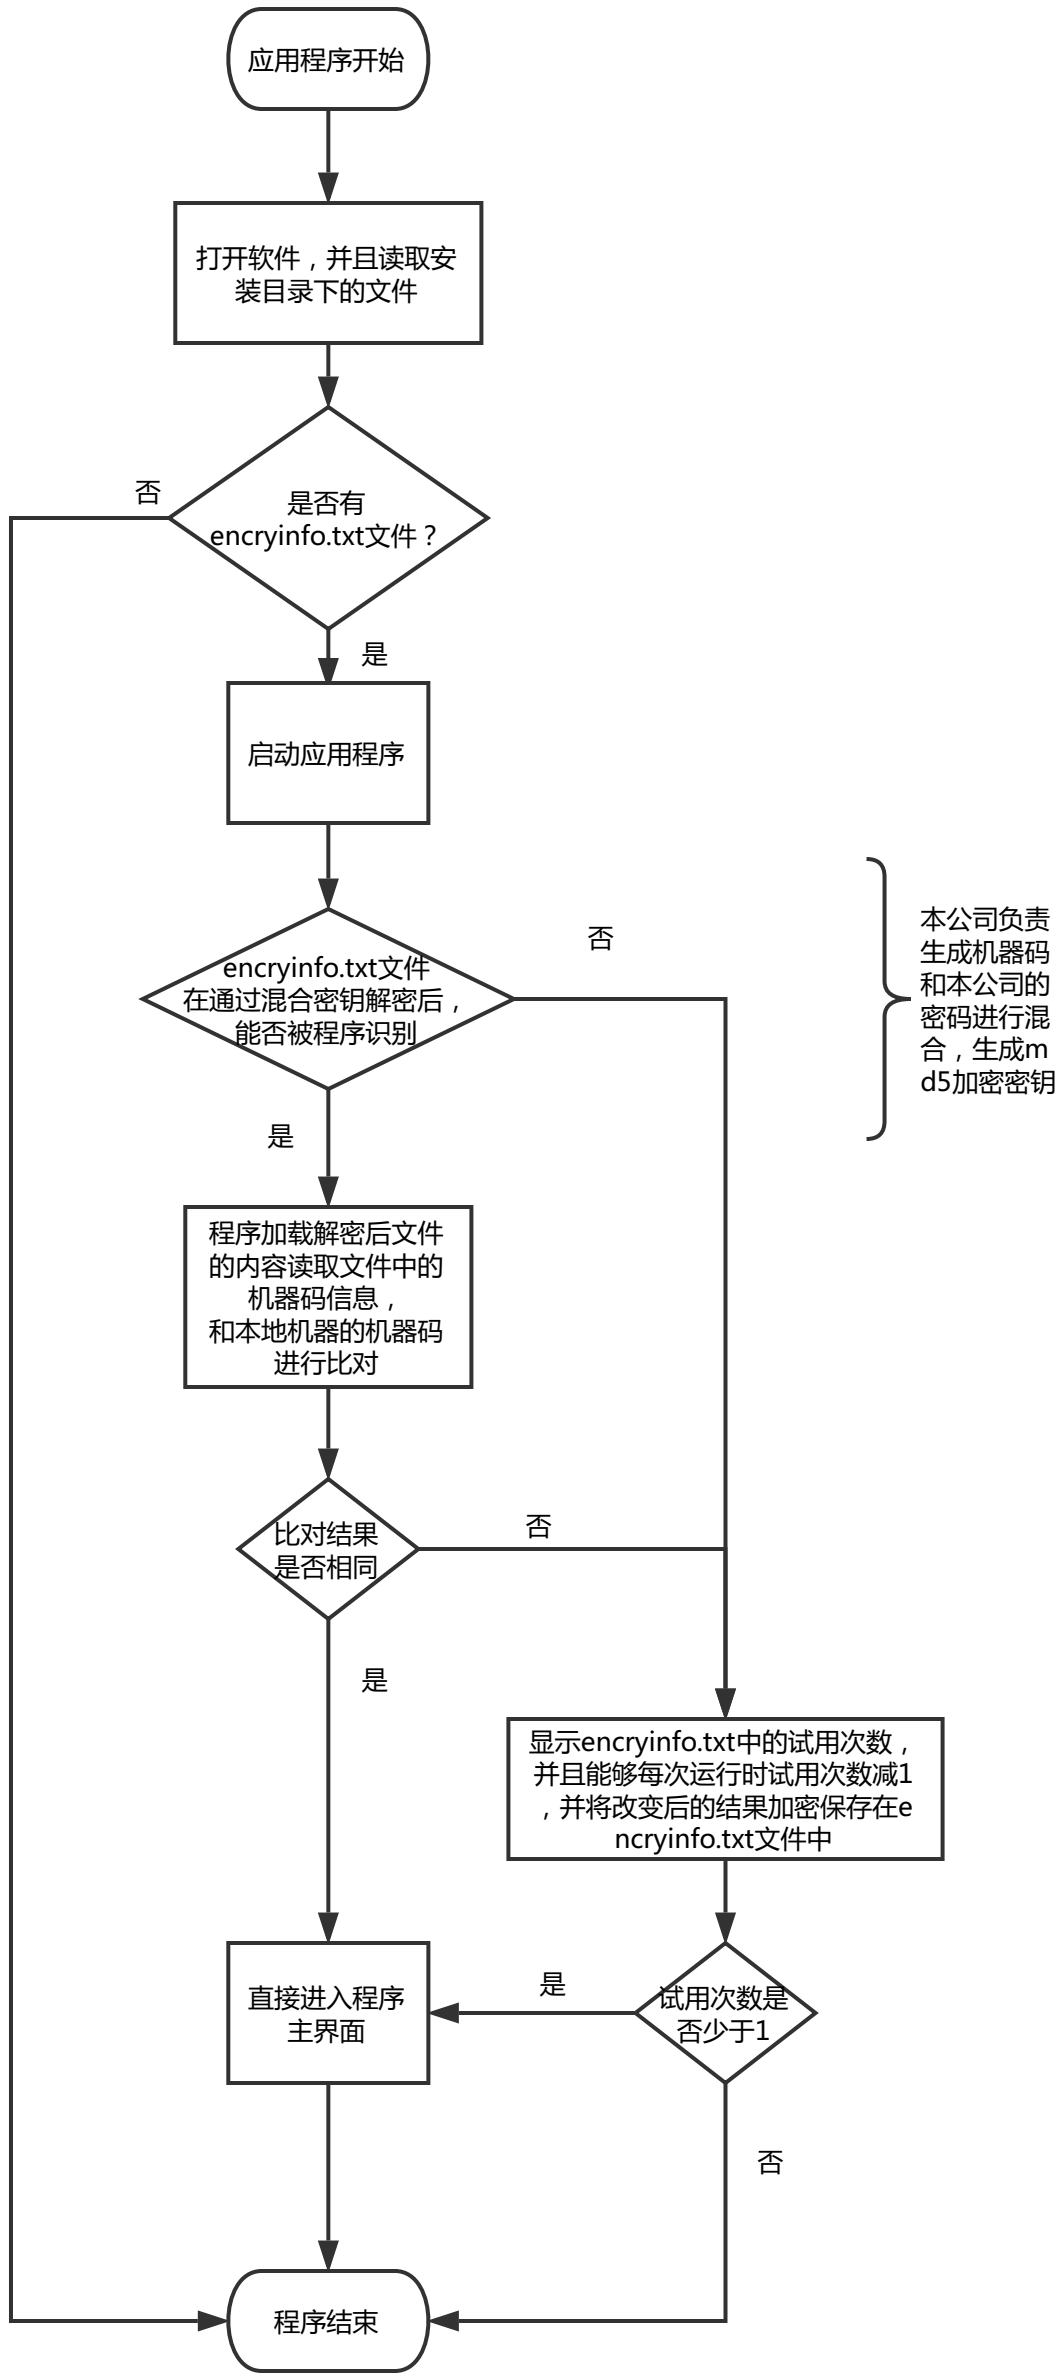 应用程序开始
打开软件，并且读取安
装目录下的文件
否
是否有
encryinfo.txt文件？
是
启动应用程序
否
encryinfo.txt文件
在通过混合密钥解密后，
能否被程序识别
本公司负责
生成机器码
和本公司的
密码进行混
合，生成m
d5加密密钥
是
程序加载解密后文件
的内容读取文件中的
机器码信息，
和本地机器的机器码
进行比对
否
比对结果
是否相同
是
显示encryinfo.txt中的试用次数，
并且能够每次运行时试用次数减1
，并将改变后的结果加密保存在e
ncryinfo.txt文件中
是
直接进入程序
主界面
试用次数是
否少于1
否
程序结束